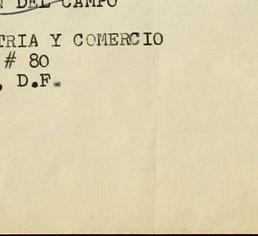 N DEL CAMPO
TRIA Y COMERCIO
# 80
, D.F.